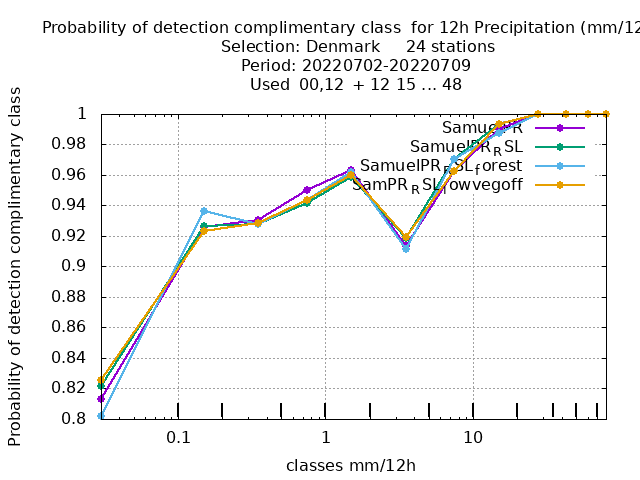 Probability of detection complimentary class  for 12h Precipitation (mm/12
Selection: Denmark     24 stations
Period: 20220702-20220709
Used  00,12  + 12 15 ... 48
Probability of detection complimentary class
1
0.98
0.96
0.94
0.92
0.9
0.88
0.86
0.84
0.82
0.8
SamuelPR
SamuelPR_RSL
SamuelPR_RSL_forest
SamPR_RSL_fowvegoff
0.1
1
10
classes mm/12h